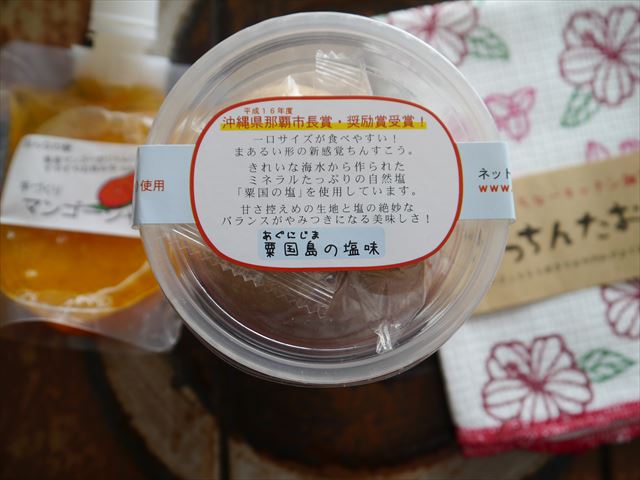 平成16年度
沖縄県那覇市長賞・奨励賞受賞！
一口サイズが食べやすい！
まあるい形の新感覚ちんすこう。
きれいな海水から作られた
ミネラルたっぷりの自然塩
「粟国の塩」を使用しています。
甘さ控えめの生地と塩の絶妙な
バランスがやみつきになる美味しさ！
あぐにじま
粟国島の塩味
使用
ネット
www.
手づくり
マンゴー
っちんたお